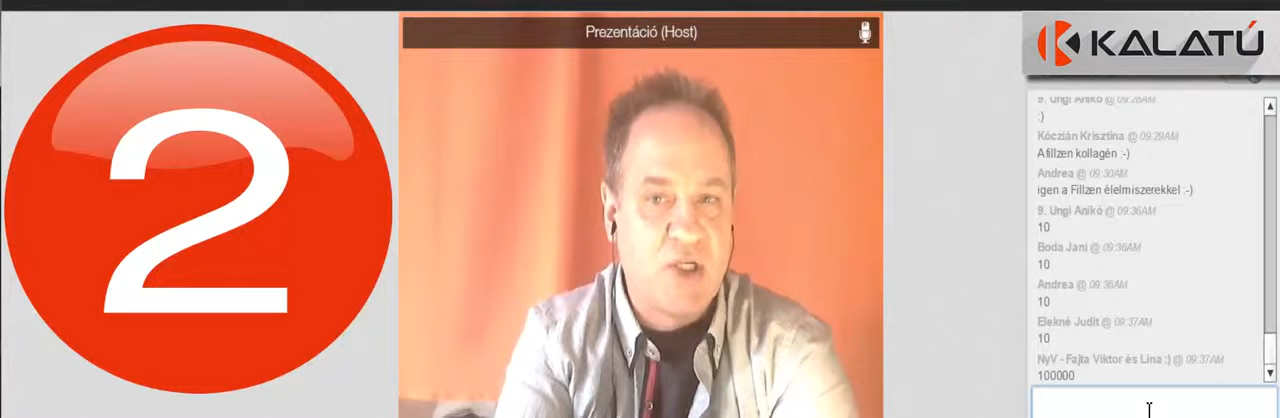 2
Prezentáció (Host)
KALATÚ
9. Ungi Anikó @ 09:28AM
:)
Kóczián Krisztina @ 09:29AM
A fillzen kollagén :-)
Andrea @ 09:30AM
igen a Fillzen élelmiszerekkel :-)
9. Ungi Anikó @ 09:36AM
10
Boda Jani @ 09:36AM
10
Andrea @ 09:36AM
10
Elekné Judit @ 09:37AM
10
NyV - Fajta Viktor és Lina :) @ 09:37AM
100000